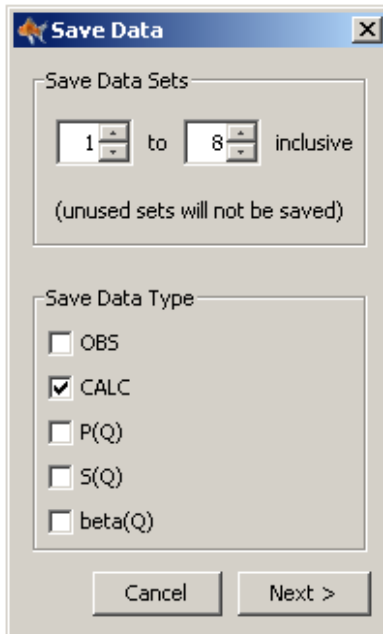 Save Data
Save Data Sets
1 to 8 inclusive
(unused sets will not be saved)
Save Data Type
OBS
CALC
P(Q)
S(Q)
beta(Q)
Cancel Next >